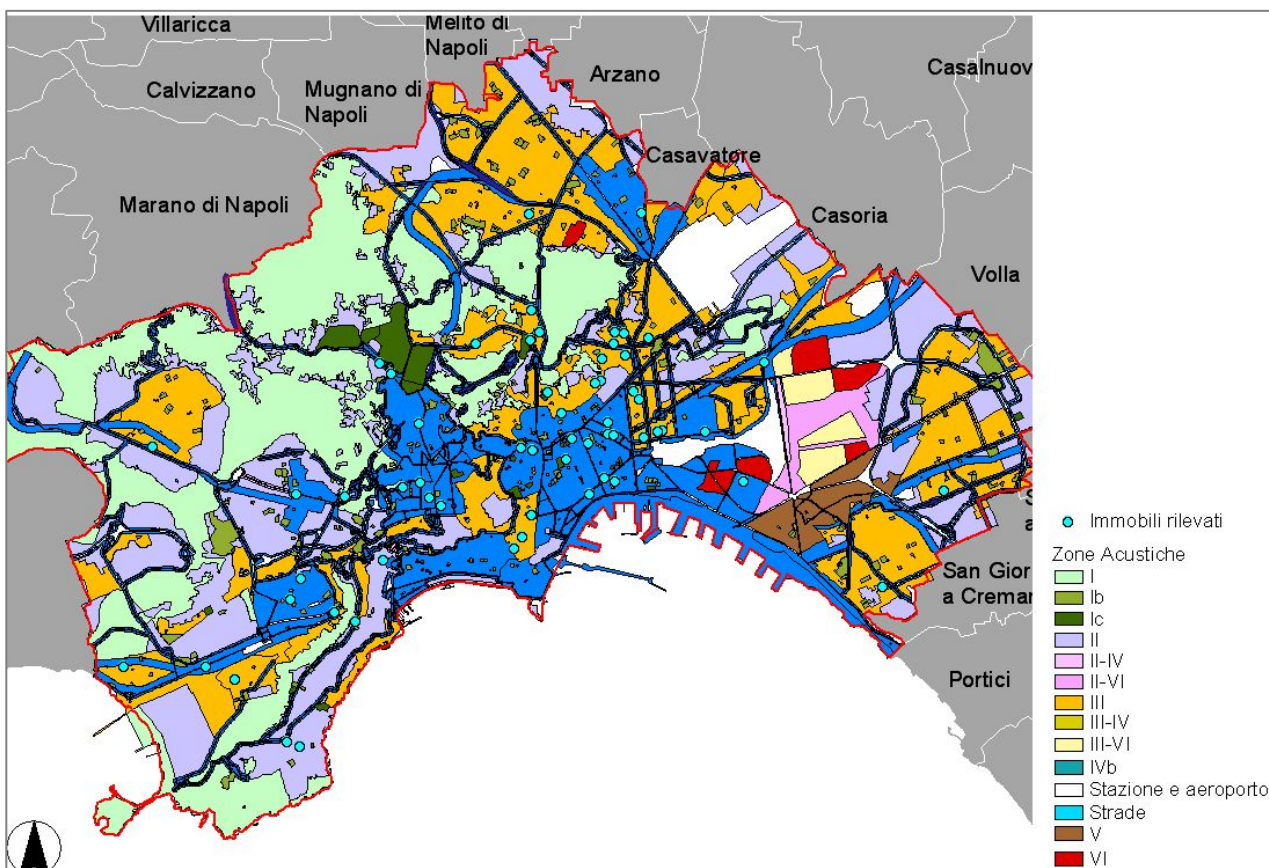 Villaricca
Melito di
Napoli
Arzano
Casalnuov
Calvizzano
Mugnano di
Napoli
Casavatore
Marano di Napoli
Casoria
Volla
S
a
San Gior
a Cremar
Portici
Immobili rilevati
Zone Acustiche
I
Ib
Ic
II
II-IV
II-VI
III
III-IV
III-VI
IVb
Stazione e aeroporto
Strade
V
VI